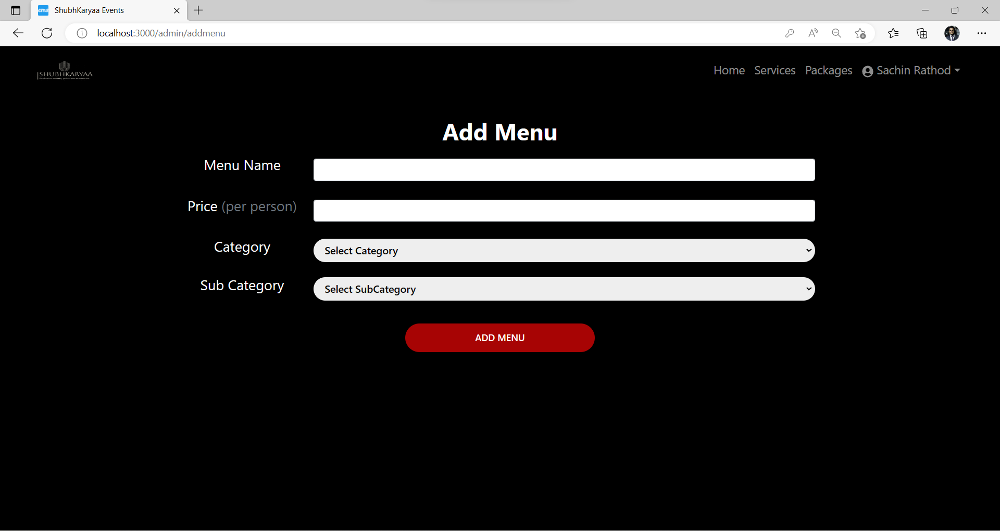 cms ShubhKaryaa Events
localhost:3000/admin/addmenu
SHUBHKARYAA
Home Services Packages Sachin Rathod
Add Menu
Menu Name
Price (per person)
Category
Select Category
Sub Category
Select SubCategory
ADD MENU